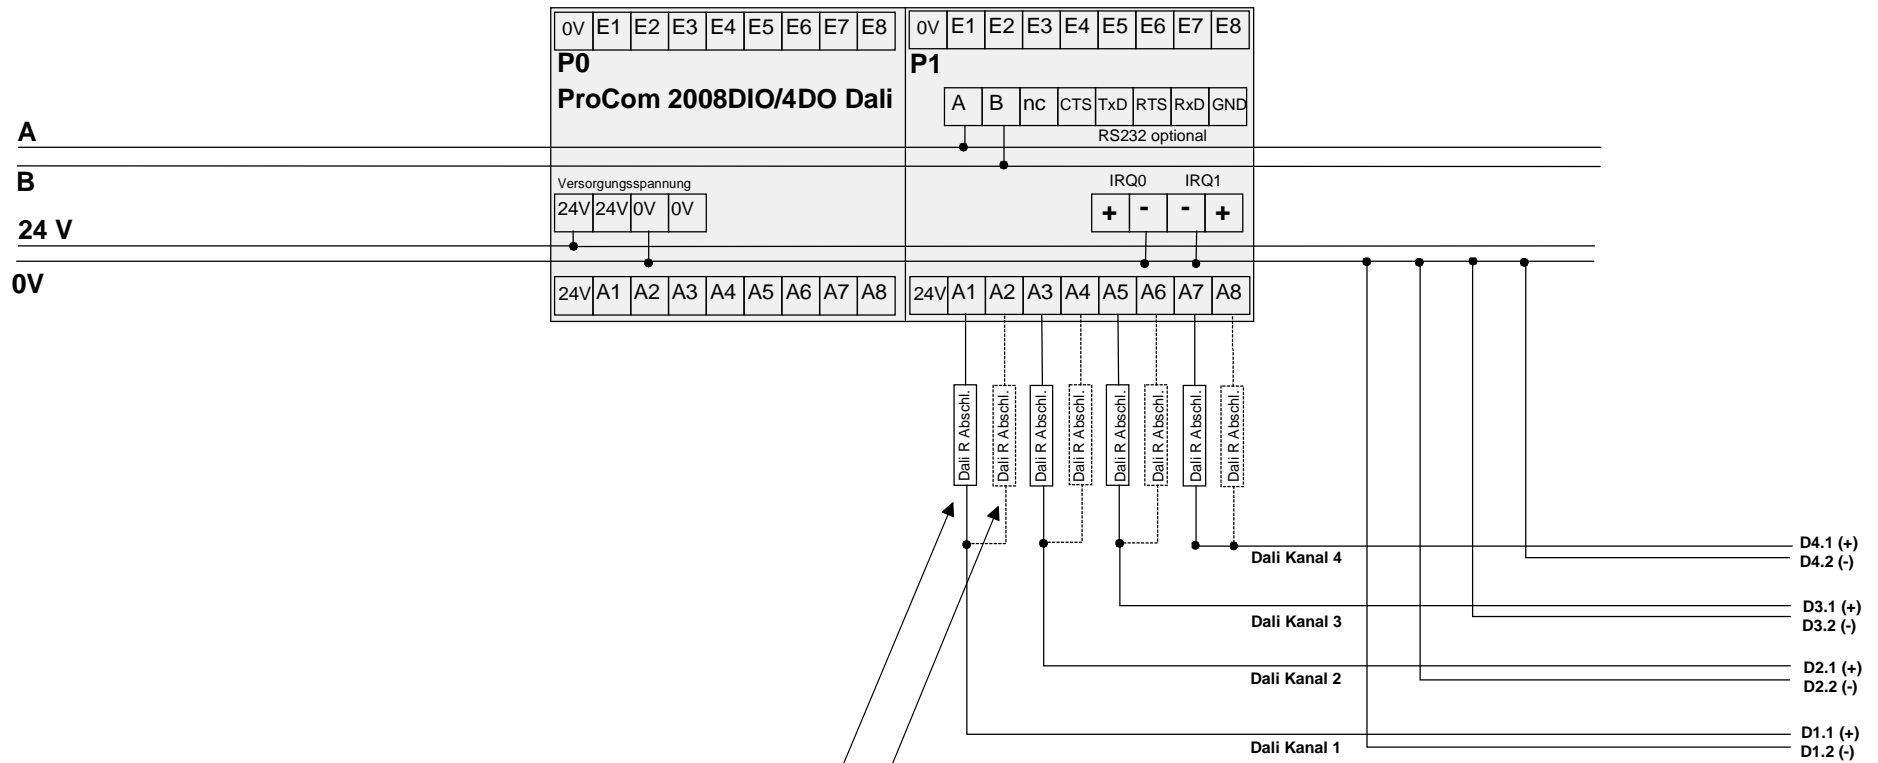 0V E1 E2 E3 E4 E5 E6 E7 E8
0V E1 E2 E3 E4 E5 E6 E7 E8
P0
P1
ProCom 2008DIO/4DO Dali
A B nc CTS TxD RTS RxD GND
RS232 optional
A
B
Versorgungsspannung
24V 24V 0V 0V
IRQ0 IRQ1
+ - - +
24 V
0V
24V A1 A2 A3 A4 A5 A6 A7 A8
24V A1 A2 A3 A4 A5 A6 A7 A8
Dali R Abschl.
Dali R Abschl.
Dali R Abschl.
Dali R Abschl.
Dali R Abschl.
Dali R Abschl.
Dali R Abschl.
Dali R Abschl.
Dali Kanal 4
D4.1 (+)
D4.2 (-)
Dali Kanal 3
D3.1 (+)
D3.2 (-)
Dali Kanal 2
D2.1 (+)
D2.2 (-)
Dali Kanal 1
D1.1 (+)
D1.2 (-)